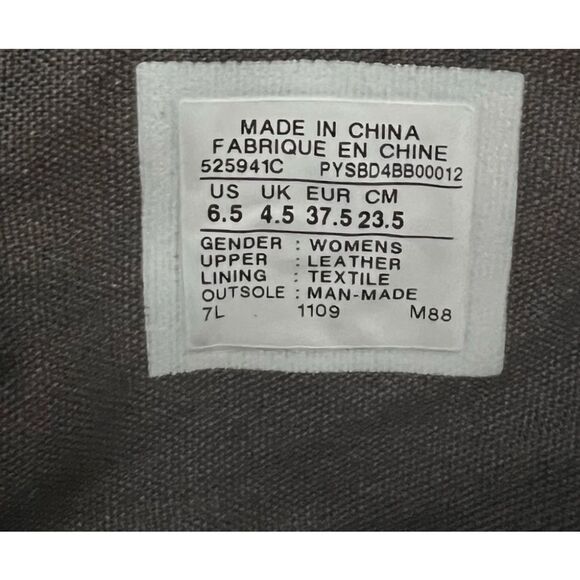 MADE IN CHINA
FABRIQUE EN CHINE
525941C PYSBD4BB00012
US UK EUR CM
6.5 4.5 37.5 23.5
GENDER : WOMENS
UPPER : LEATHER
LINING : TEXTILE
OUTSOLE : MAN-MADE
7L 1109 M88